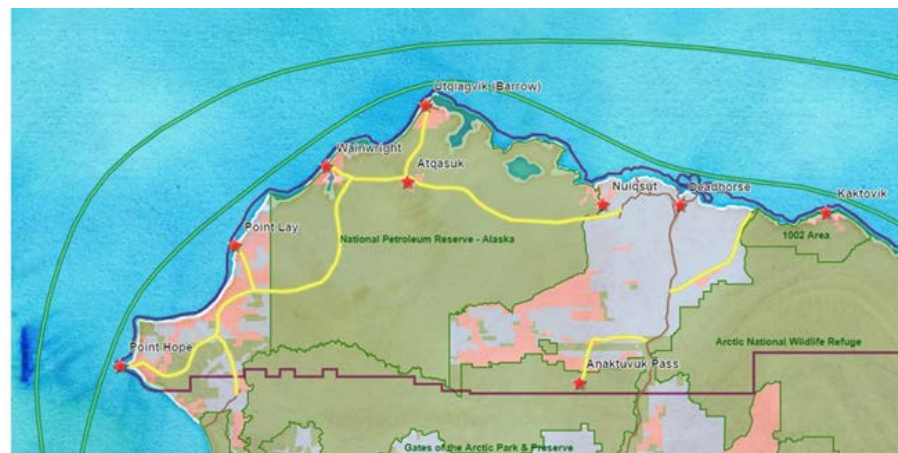 Utqiagvik (Barrow)
Wainwright
Atqasuk
Nuiqsut
Deadhorse
Kaktovik
Point Lay
National Petroleum Reserve - Alaska
1002 Area
Point Hope
Arctic National Wildlife Refuge
Anaktuvuk Pass
Gates of the Arctic Park & Preserve